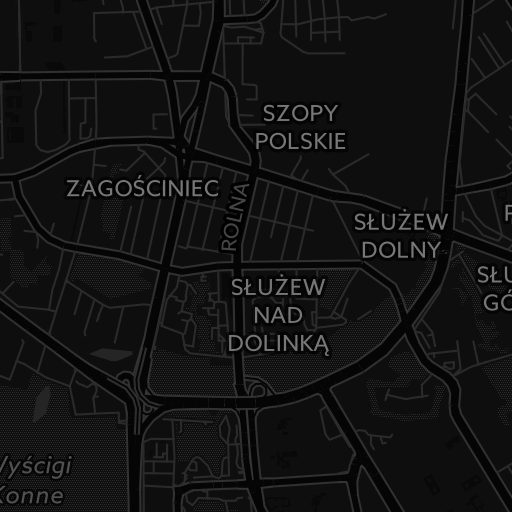 SZOPY
POLSKIE
ZAGOŚCINIEC
ROLNA
SŁUŻEW
DOLNY
SŁUŻEW
NAD
DOLINKĄ
Wyścigi
Konne